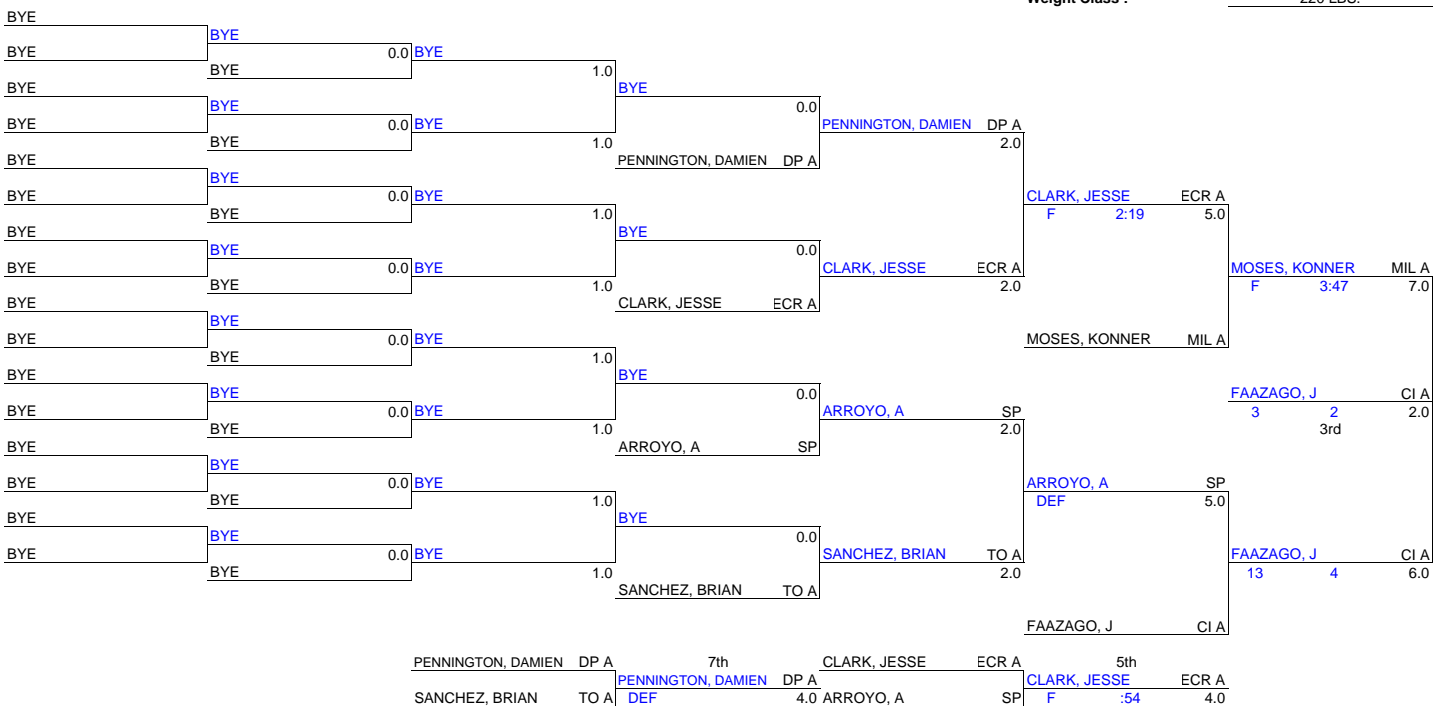 Weight Class : 220 LBS.
BYE
BYE
BYE 0.0 BYE
BYE 1.0
BYE BYE
BYE 0.0
BYE 0.0 BYE PENNINGTON, DAMIEN DP A
BYE 1.0 2.0
BYE PENNINGTON, DAMIEN DP A
BYE
BYE 0.0 BYE CLARK, JESSE ECR A
BYE 1.0 F 2:19 5.0
BYE BYE
BYE 0.0
BYE 0.0 BYE CLARK, JESSE ECR A MOSES, KONNER MIL A
BYE 1.0 2.0 F 3:47 7.0
BYE CLARK, JESSE ECR A
BYE
BYE 0.0 BYE MOSES, KONNER MIL A
BYE 1.0
BYE BYE
BYE 0.0 FAAZAGO, J CI A
BYE 0.0 BYE ARROYO, A SP 3 2 2.0
BYE 1.0 2.0 3rd
BYE ARROYO, A SP
BYE
BYE 0.0 BYE ARROYO, A SP
BYE 1.0 DEF 5.0
BYE BYE
BYE 0.0
BYE 0.0 BYE SANCHEZ, BRIAN TO A FAAZAGO, J CI A
BYE 1.0 2.0 13 4 6.0
SANCHEZ, BRIAN TO A
FAAZAGO, J CI A
PENNINGTON, DAMIEN DP A 7th CLARK, JESSE ECR A 5th
PENNINGTON, DAMIEN DP A CLARK, JESSE ECR A
SANCHEZ, BRIAN TO A DEF 4.0 ARROYO, A SP F :54 4.0